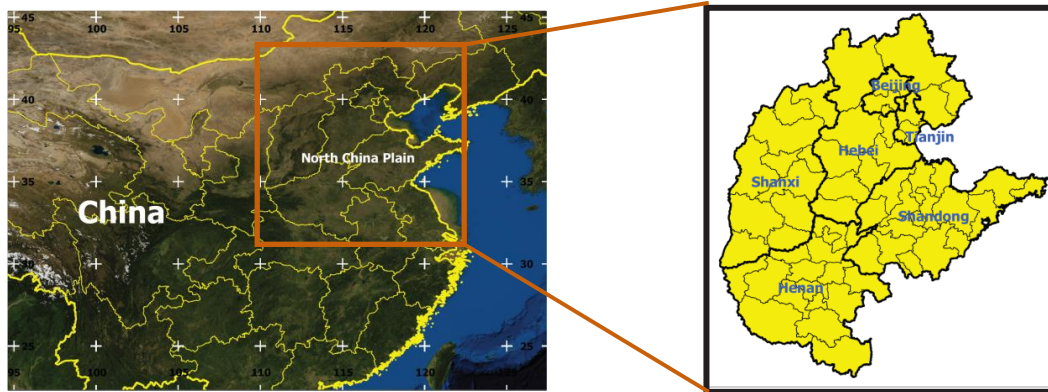 45 95 100 105 110 115 120 45
40 40
North China Plain
35 35
China
30 30
25 25
95 100 105 110 115 120 125
Beijing
Tianjin
Hebei
Shanxi
Shandong
Henan